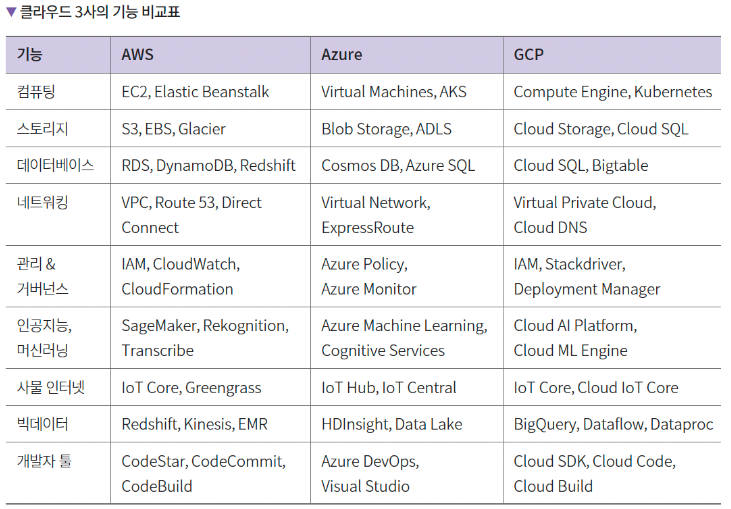 ▼ 클라우드 3사의 기능 비교표
기능 AWS Azure GCP
컴퓨팅 EC2, Elastic Beanstalk Virtual Machines, AKS Compute Engine, Kubernetes
스토리지 S3, EBS, Glacier Blob Storage, ADLS Cloud Storage, Cloud SQL
데이터베이스 RDS, DynamoDB, Redshift Cosmos DB, Azure SQL Cloud SQL, Bigtable
네트워킹 VPC, Route 53, Direct Virtual Network, Virtual Private Cloud,
Connect ExpressRoute Cloud DNS
관리 & IAM, CloudWatch, Azure Policy, IAM, Stackdriver,
거버넌스 CloudFormation Azure Monitor Deployment Manager
인공지능, SageMaker, Rekognition, Azure Machine Learning, Cloud AI Platform,
머신러닝 Transcribe Cognitive Services Cloud ML Engine
사물 인터넷 IoT Core, Greengrass IoT Hub, IoT Central IoT Core, Cloud IoT Core
빅데이터 Redshift, Kinesis, EMR HDInsight, Data Lake BigQuery, Dataflow, Dataproc
개발자 툴 CodeStar, CodeCommit, Azure DevOps, Cloud SDK, Cloud Code,
CodeBuild Visual Studio Cloud Build